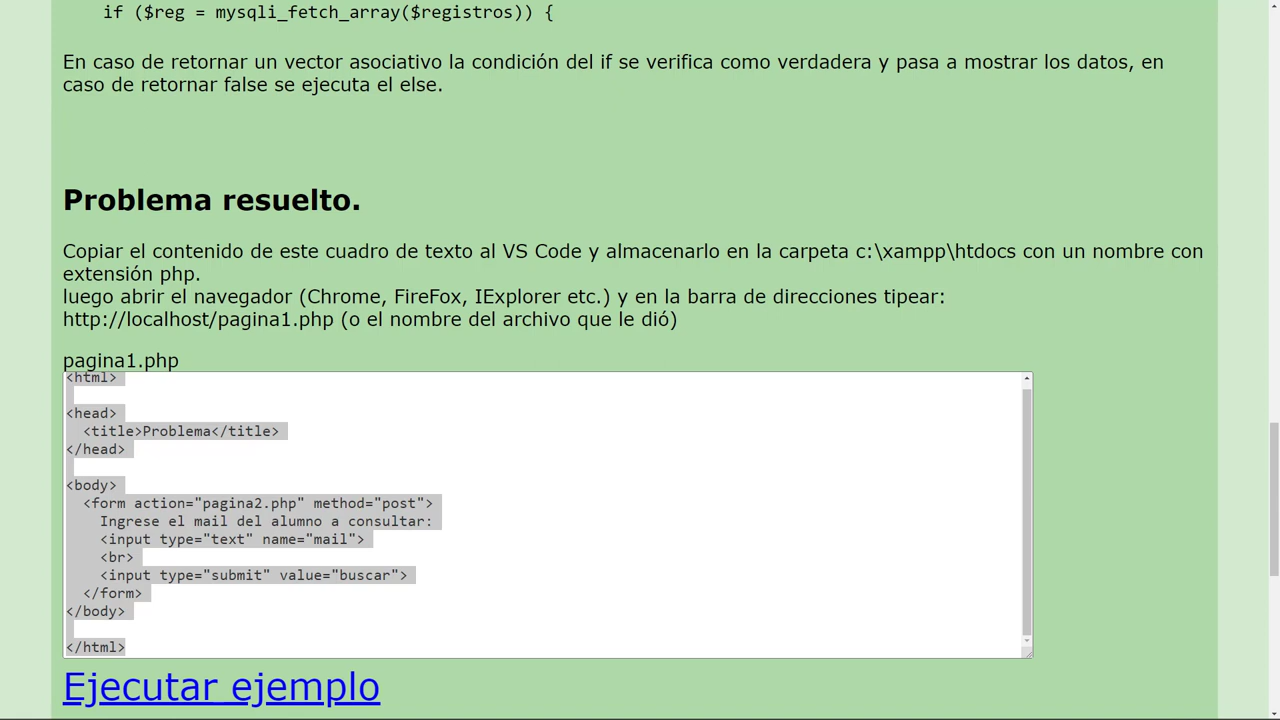 if ($reg = mysqli_fetch_array($registros)) {
En caso de retornar un vector asociativo la condición del if se verifica como verdadera y pasa a mostrar los datos, en
caso de retornar false se ejecuta el else.
Problema resuelto.
Copiar el contenido de este cuadro de texto al VS Code y almacenarlo en la carpeta c:\xampp\htdocs con un nombre con
extensión php.
luego abrir el navegador (Chrome, FireFox, IExplorer etc.) y en la barra de direcciones tipear:
http://localhost/pagina1.php (o el nombre del archivo que le dió)
pagina1.php
<html>
<head>
<title>Problema</title>
</head>
<body>
<form action="pagina2.php" method="post">
Ingrese el mail del alumno a consultar:
<input type="text" name="mail">
<br>
<input type="submit" value="buscar">
</form>
</body>
</html>
Ejecutar ejemplo